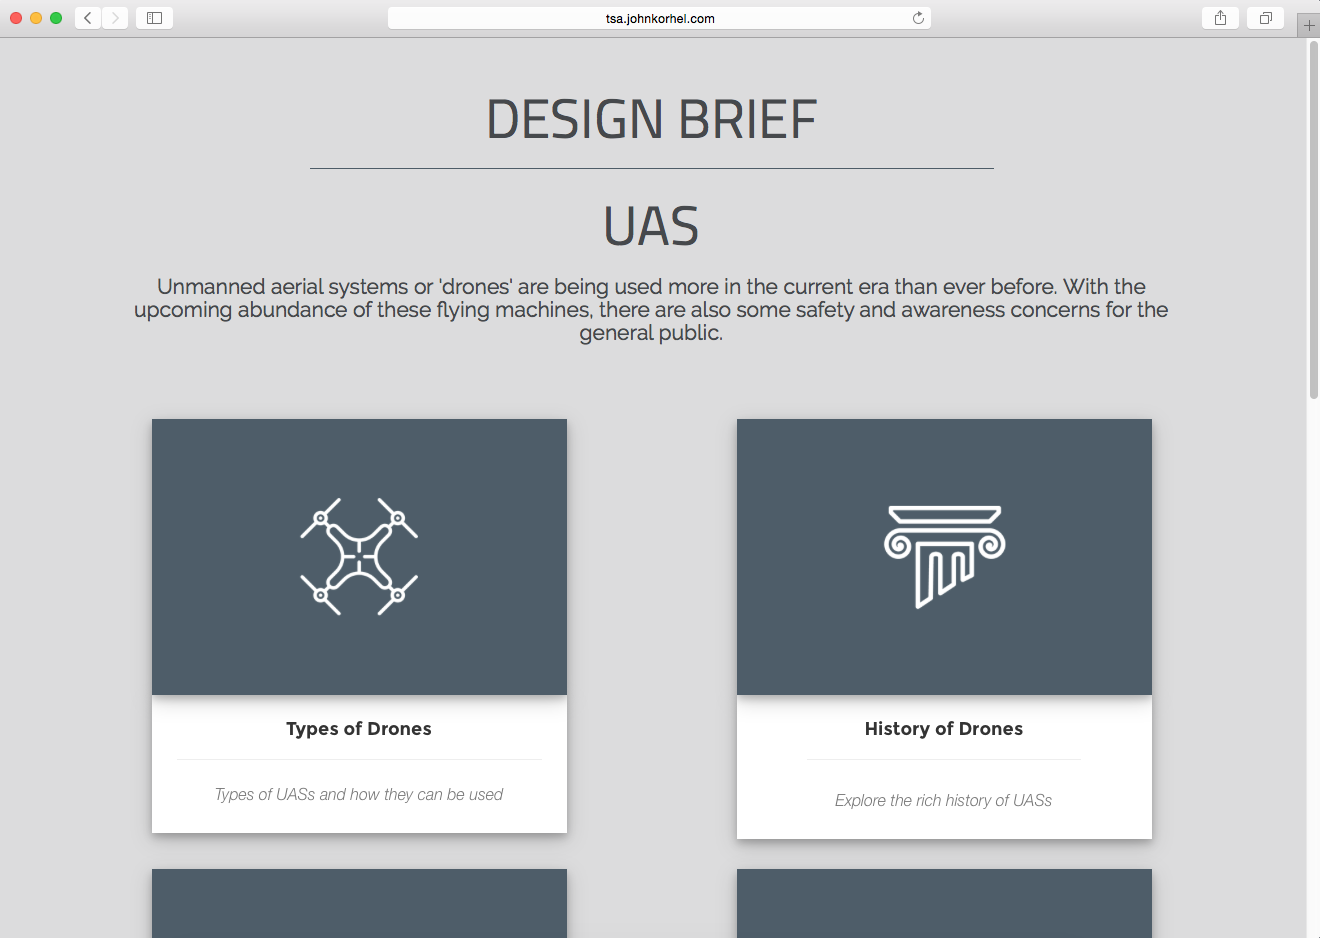 tsa.johnkorhel.com
DESIGN BRIEF
UAS
Unmanned aerial systems or 'drones' are being used more in the current era than ever before. With the
upcoming abundance of these flying machines, there are also some safety and awareness concerns for the
general public.
Types of Drones
Types of UASs and how they can be used
History of Drones
Explore the rich history of UASs